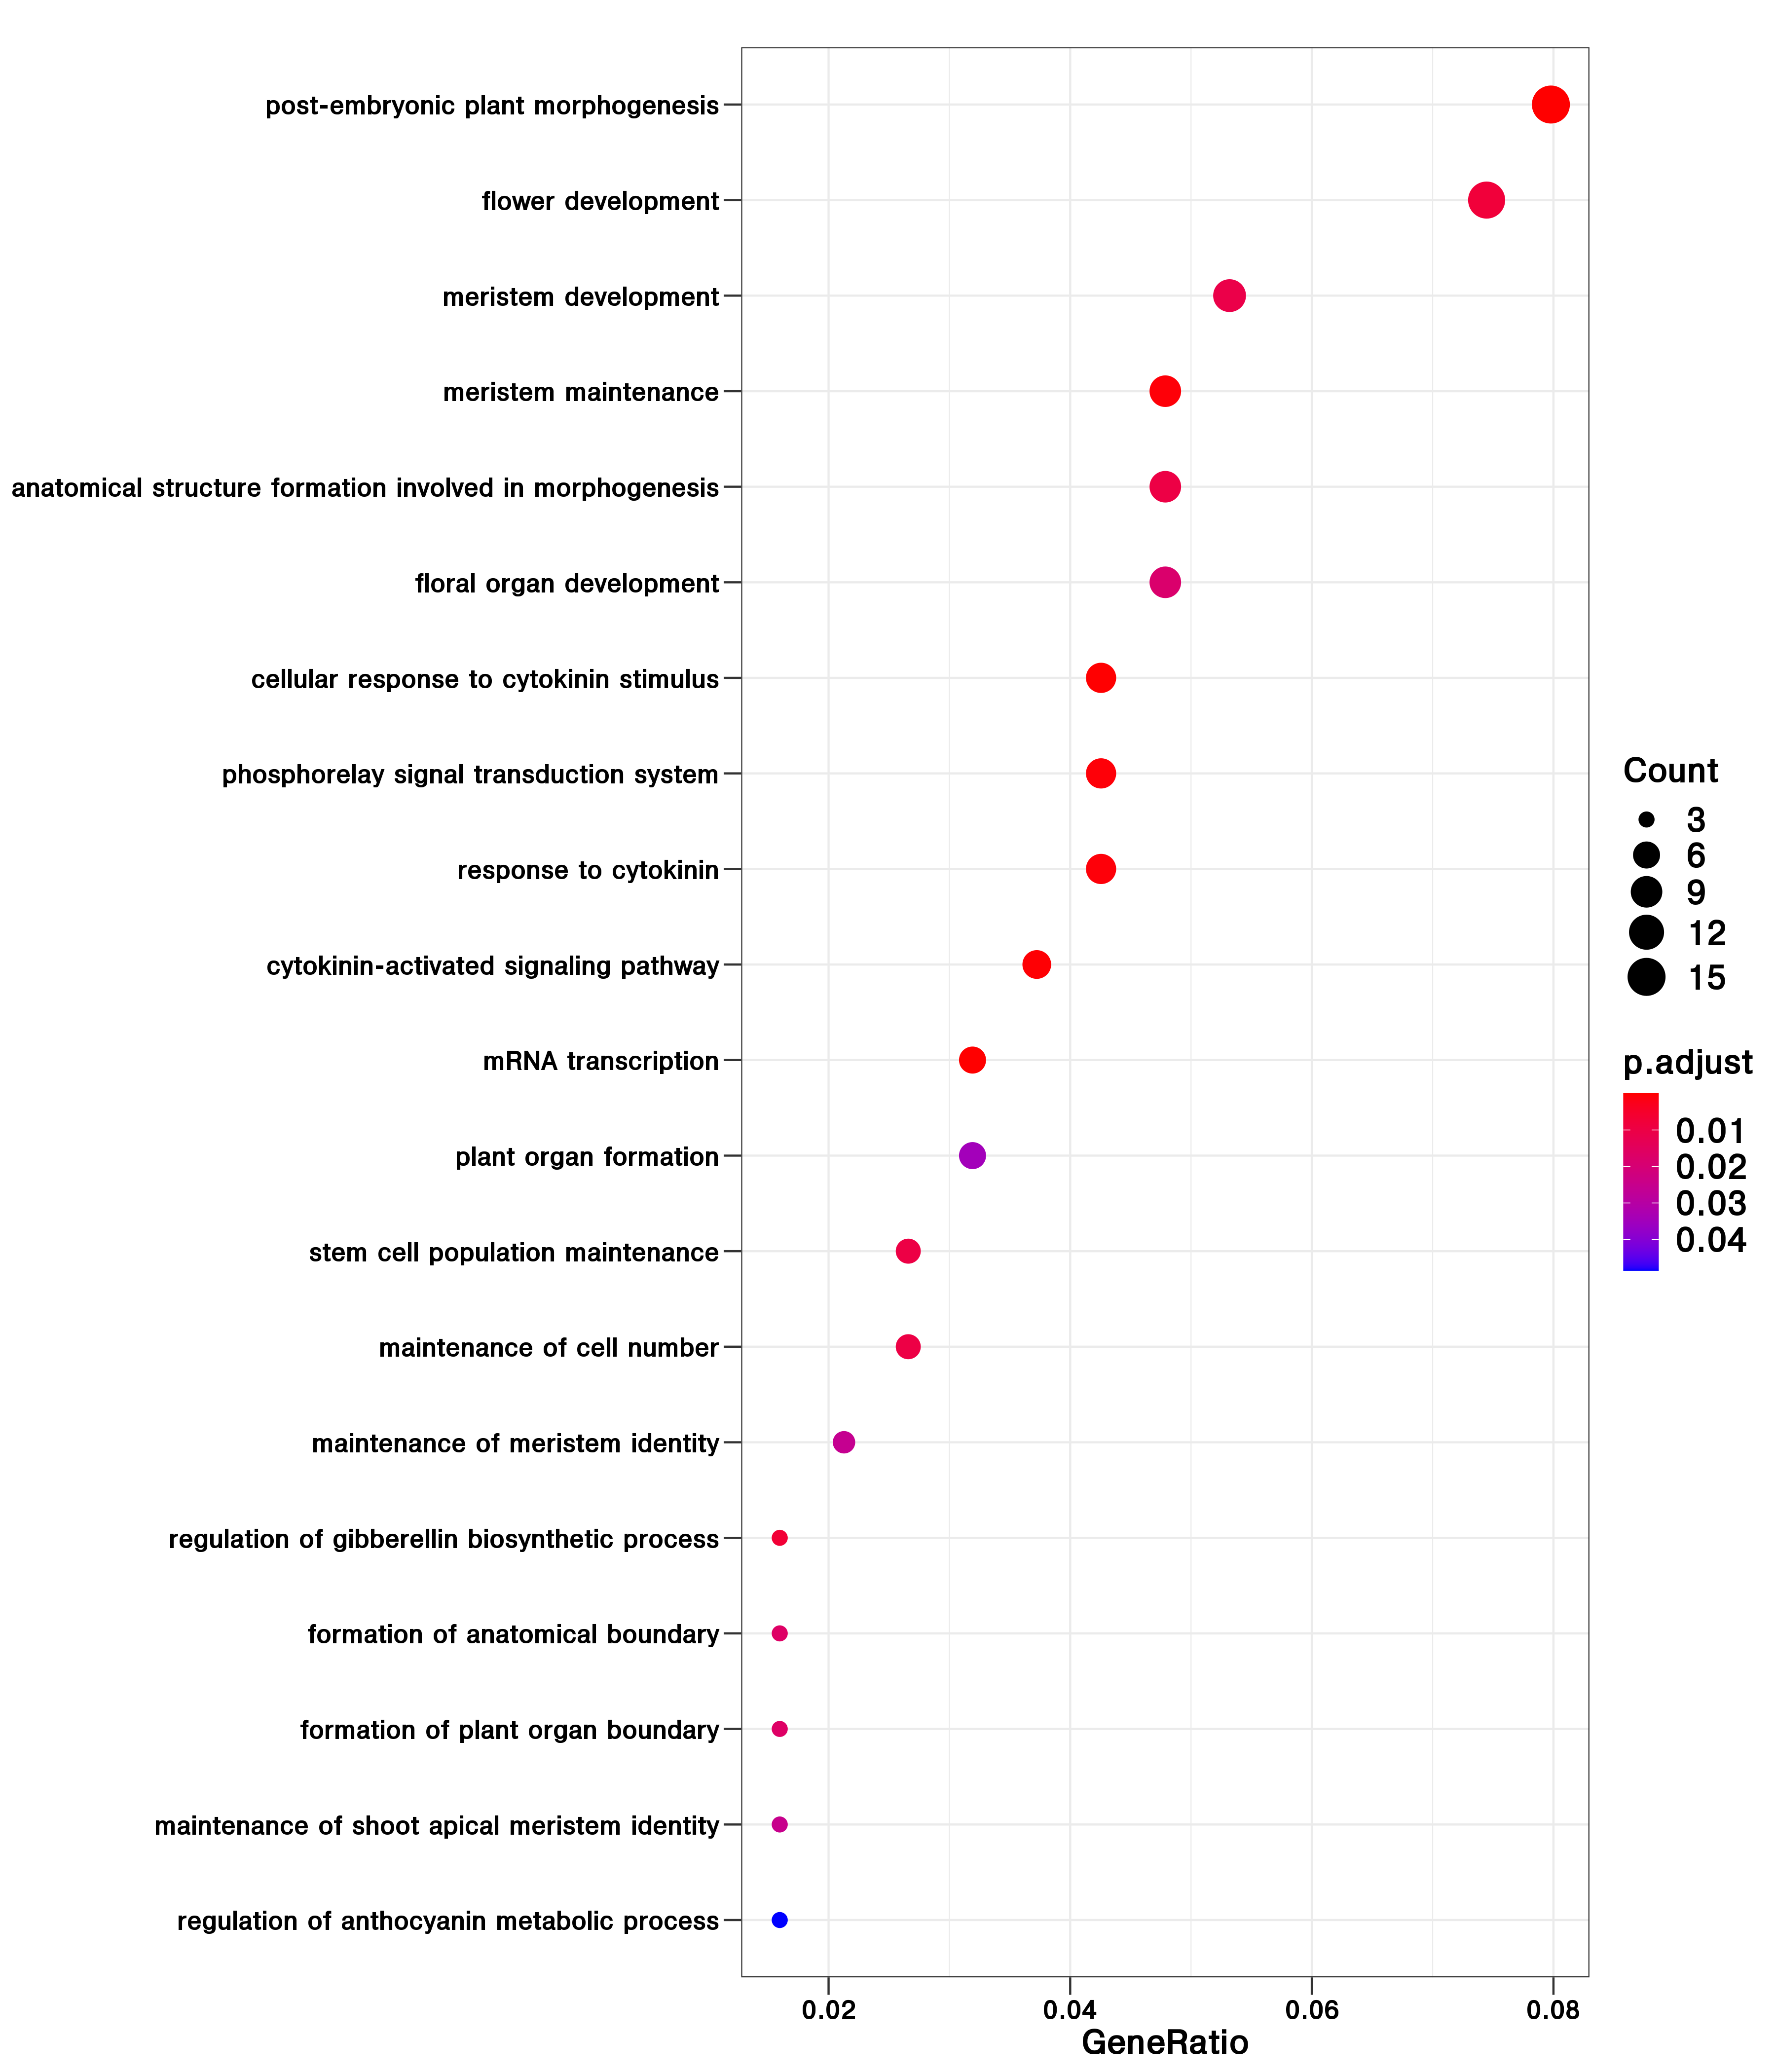 post-embryonic plant morphogenesis
flower development
meristem development
meristem maintenance
anatomical structure formation involved in morphogenesis
floral organ development
cellular response to cytokinin stimulus
phosphorelay signal transduction system
response to cytokinin
cytokinin-activated signaling pathway
mRNA transcription
plant organ formation
stem cell population maintenance
maintenance of cell number
maintenance of meristem identity
regulation of gibberellin biosynthetic process
formation of anatomical boundary
formation of plant organ boundary
maintenance of shoot apical meristem identity
regulation of anthocyanin metabolic process
0.02 0.04 0.06 0.08
GeneRatio
Count
3
6
9
12
15
p.adjust
0.01
0.02
0.03
0.04